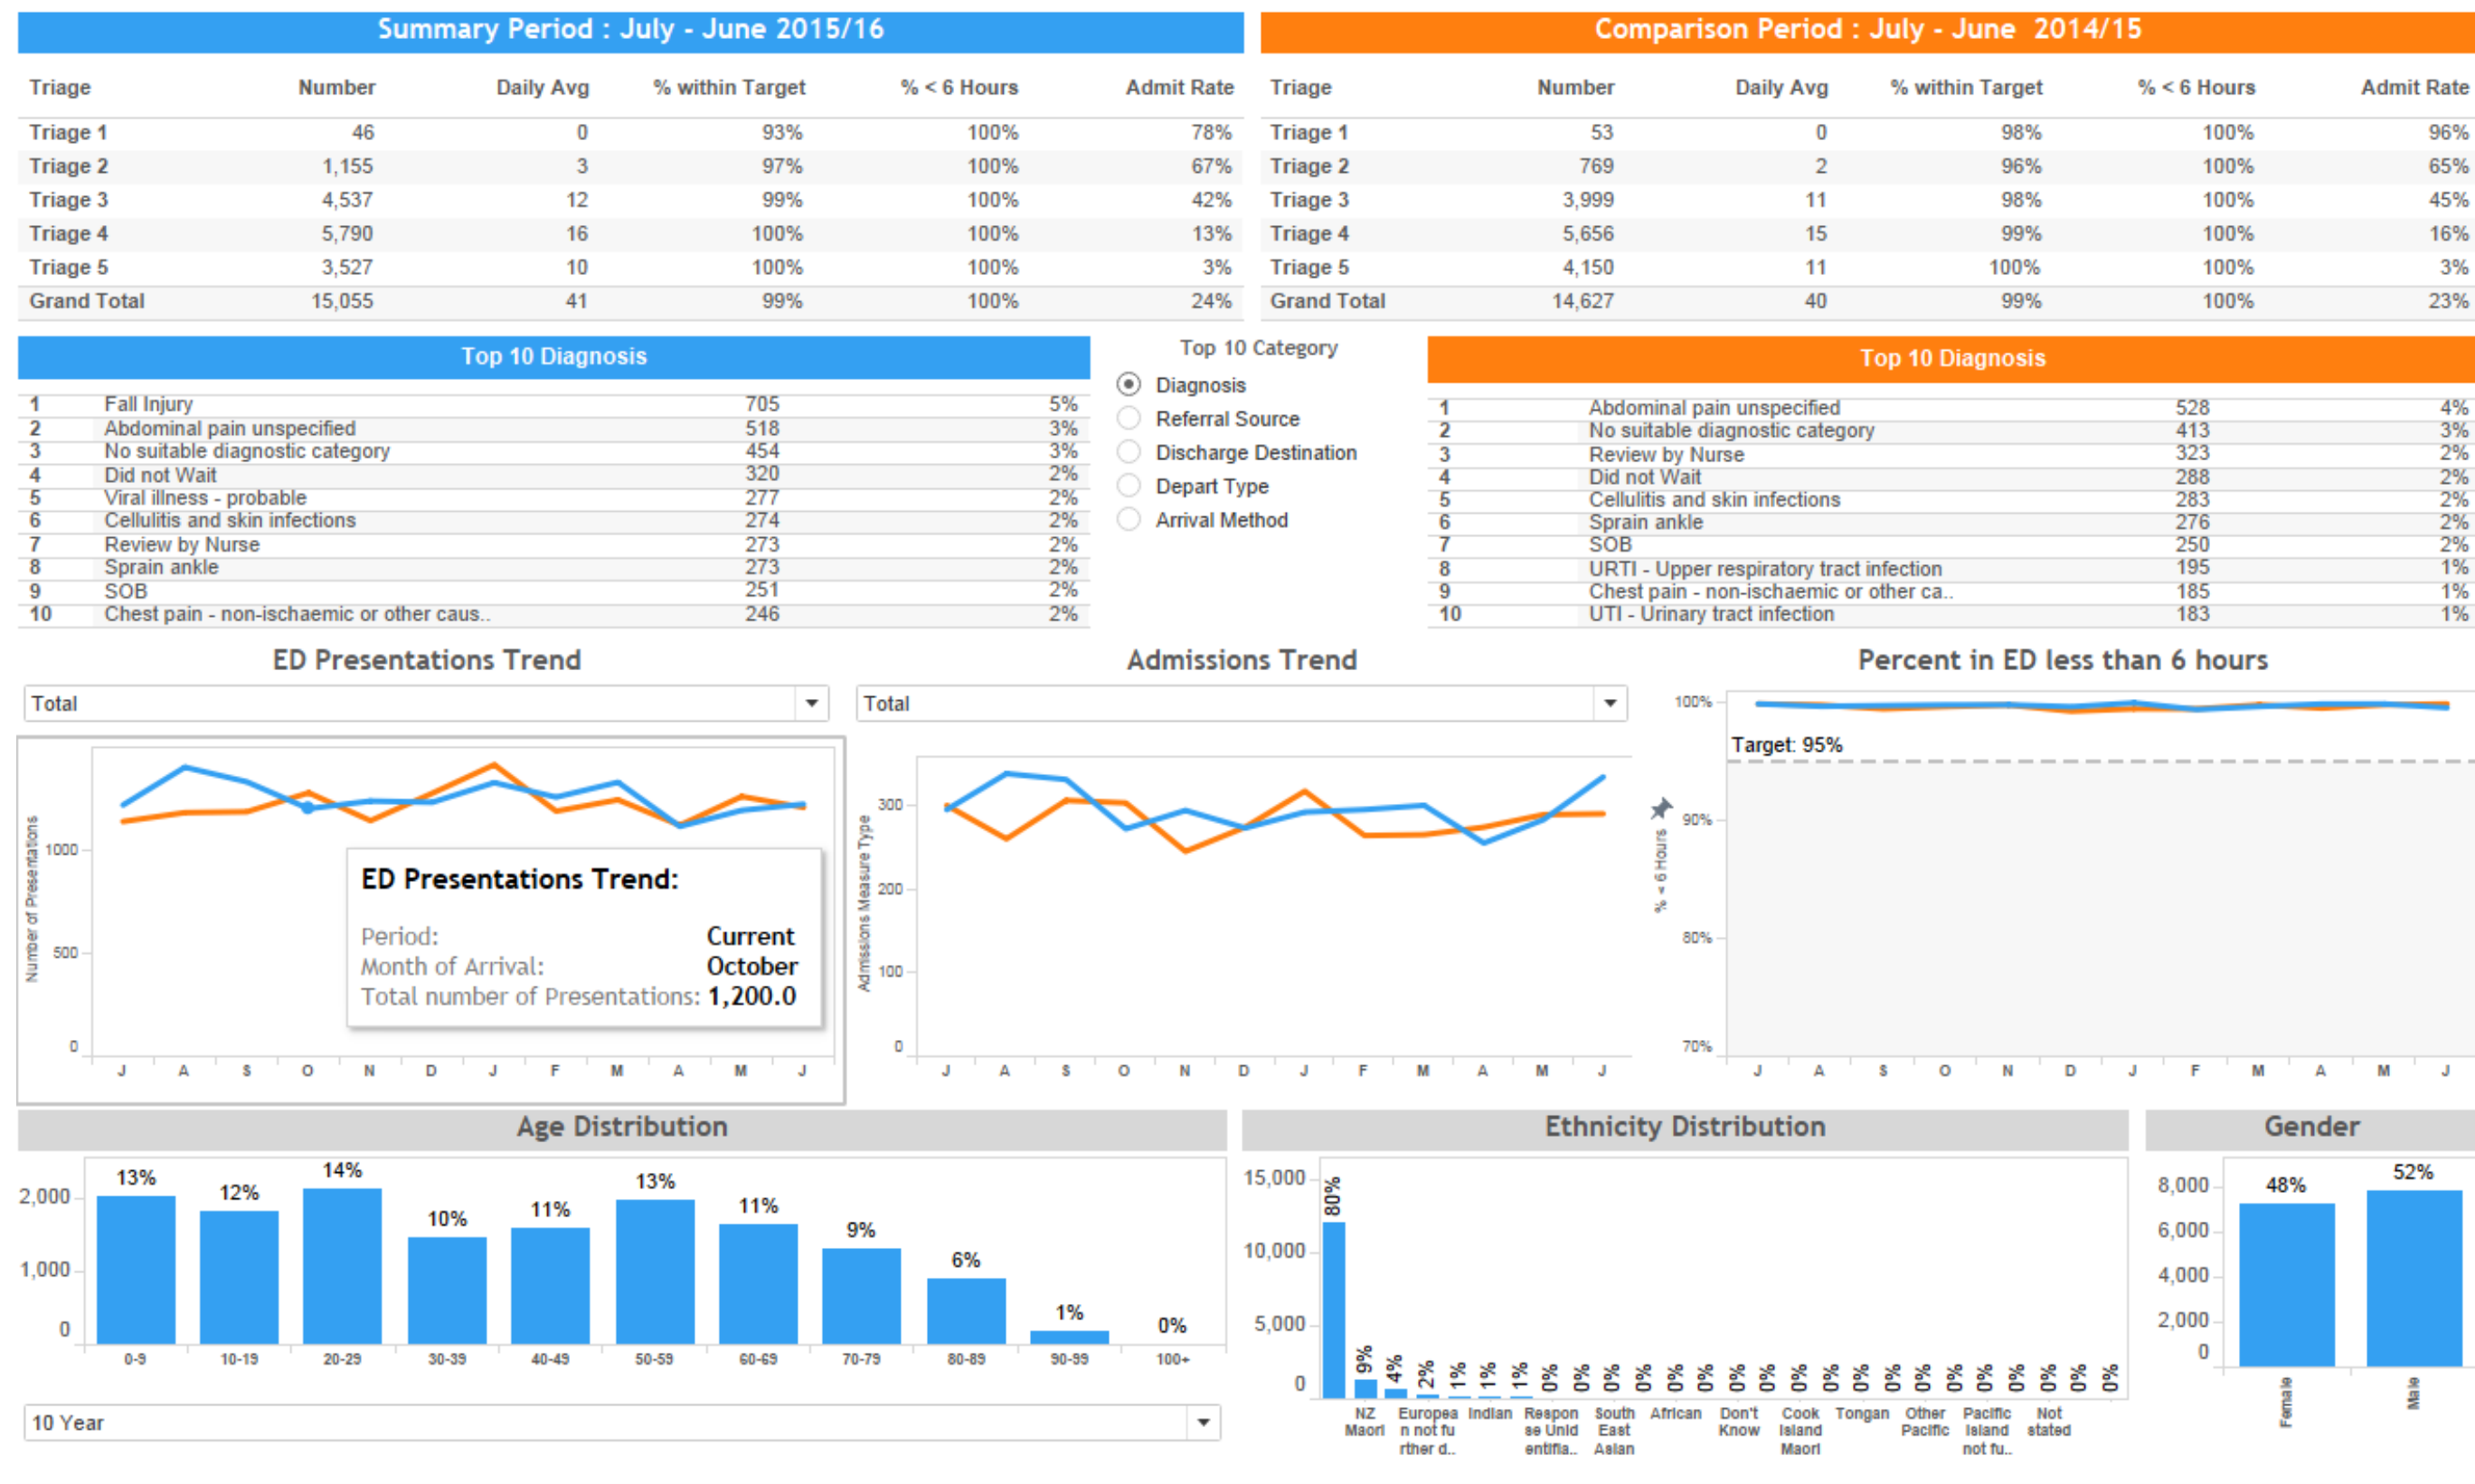 Summary Period : July - June 2015/16
Triage Number Daily Avg % within Target % < 6 Hours Admit Rate
Triage 1 46 0 93% 100% 78%
Triage 2 1,155 3 97% 100% 67%
Triage 3 4,537 12 99% 100% 42%
Triage 4 5,790 16 100% 100% 13%
Triage 5 3,527 10 100% 100% 3%
Grand Total 15,055 41 99% 100% 24%
Comparison Period : July - June 2014/15
Triage Number Daily Avg % within Target % < 6 Hours Admit Rate
Triage 1 53 0 98% 100% 96%
Triage 2 769 2 96% 100% 65%
Triage 3 3,999 11 98% 100% 45%
Triage 4 5,656 15 99% 100% 16%
Triage 5 4,150 11 100% 100% 3%
Grand Total 14,627 40 99% 100% 23%
Top 10 Diagnosis
1 Fall Injury 705 5%
2 Abdominal pain unspecified 518 3%
3 No suitable diagnostic category 454 3%
4 Did not Wait 320 2%
5 Viral illness - probable 277 2%
6 Cellulitis and skin infections 274 2%
7 Review by Nurse 273 2%
8 Sprain ankle 273 2%
9 SOB 251 2%
10 Chest pain - non-ischaemic or other caus.. 246 2%
Top 10 Category
Diagnosis
Referral Source
Discharge Destination
Depart Type
Arrival Method
Top 10 Diagnosis
1 Abdominal pain unspecified 528 4%
2 No suitable diagnostic category 413 3%
3 Review by Nurse 323 2%
4 Did not Wait 288 2%
5 Cellulitis and skin infections 283 2%
6 Sprain ankle 276 2%
7 SOB 250 2%
8 URTI - Upper respiratory tract infection 195 1%
9 Chest pain - non-ischaemic or other ca.. 185 1%
10 UTI - Urinary tract infection 183 1%
ED Presentations Trend
Total
Number of Presentations
1000
500
0
J A S O N D J F M A M J
ED Presentations Trend:
Period: Current
Month of Arrival: October
Total number of Presentations: 1,200.0
Admissions Trend
Total
Admissions Measure Type
300
200
100
0
J A S O N D J F M A M J
Percent in ED less than 6 hours
% < 6 Hours
100%
Target: 95%
90%
80%
70%
J A S O N D J F M A M J
Age Distribution
2,000
1,000
0
13% 12% 14% 10% 11% 13% 11% 9% 6% 1% 0%
0-9 10-19 20-29 30-39 40-49 50-59 60-69 70-79 80-89 90-99 100+
10 Year
Ethnicity Distribution
15,000
10,000
5,000
0
80% 9% 4% 2% 1% 1% 1% 0% 0% 0% 0% 0% 0% 0% 0% 0% 0% 0% 0% 0% 0% 0% 0% 0% 0% 0%
NZ Europea Indian Respon South African Don't Cook Tongan Other Pacific Not
Maori n not fu se Unid East Know Island Pacific Island stated
rther d.. entifia.. Asian Maori not fu..
Gender
8,000
6,000
4,000
2,000
0
48% 52%
Female Male